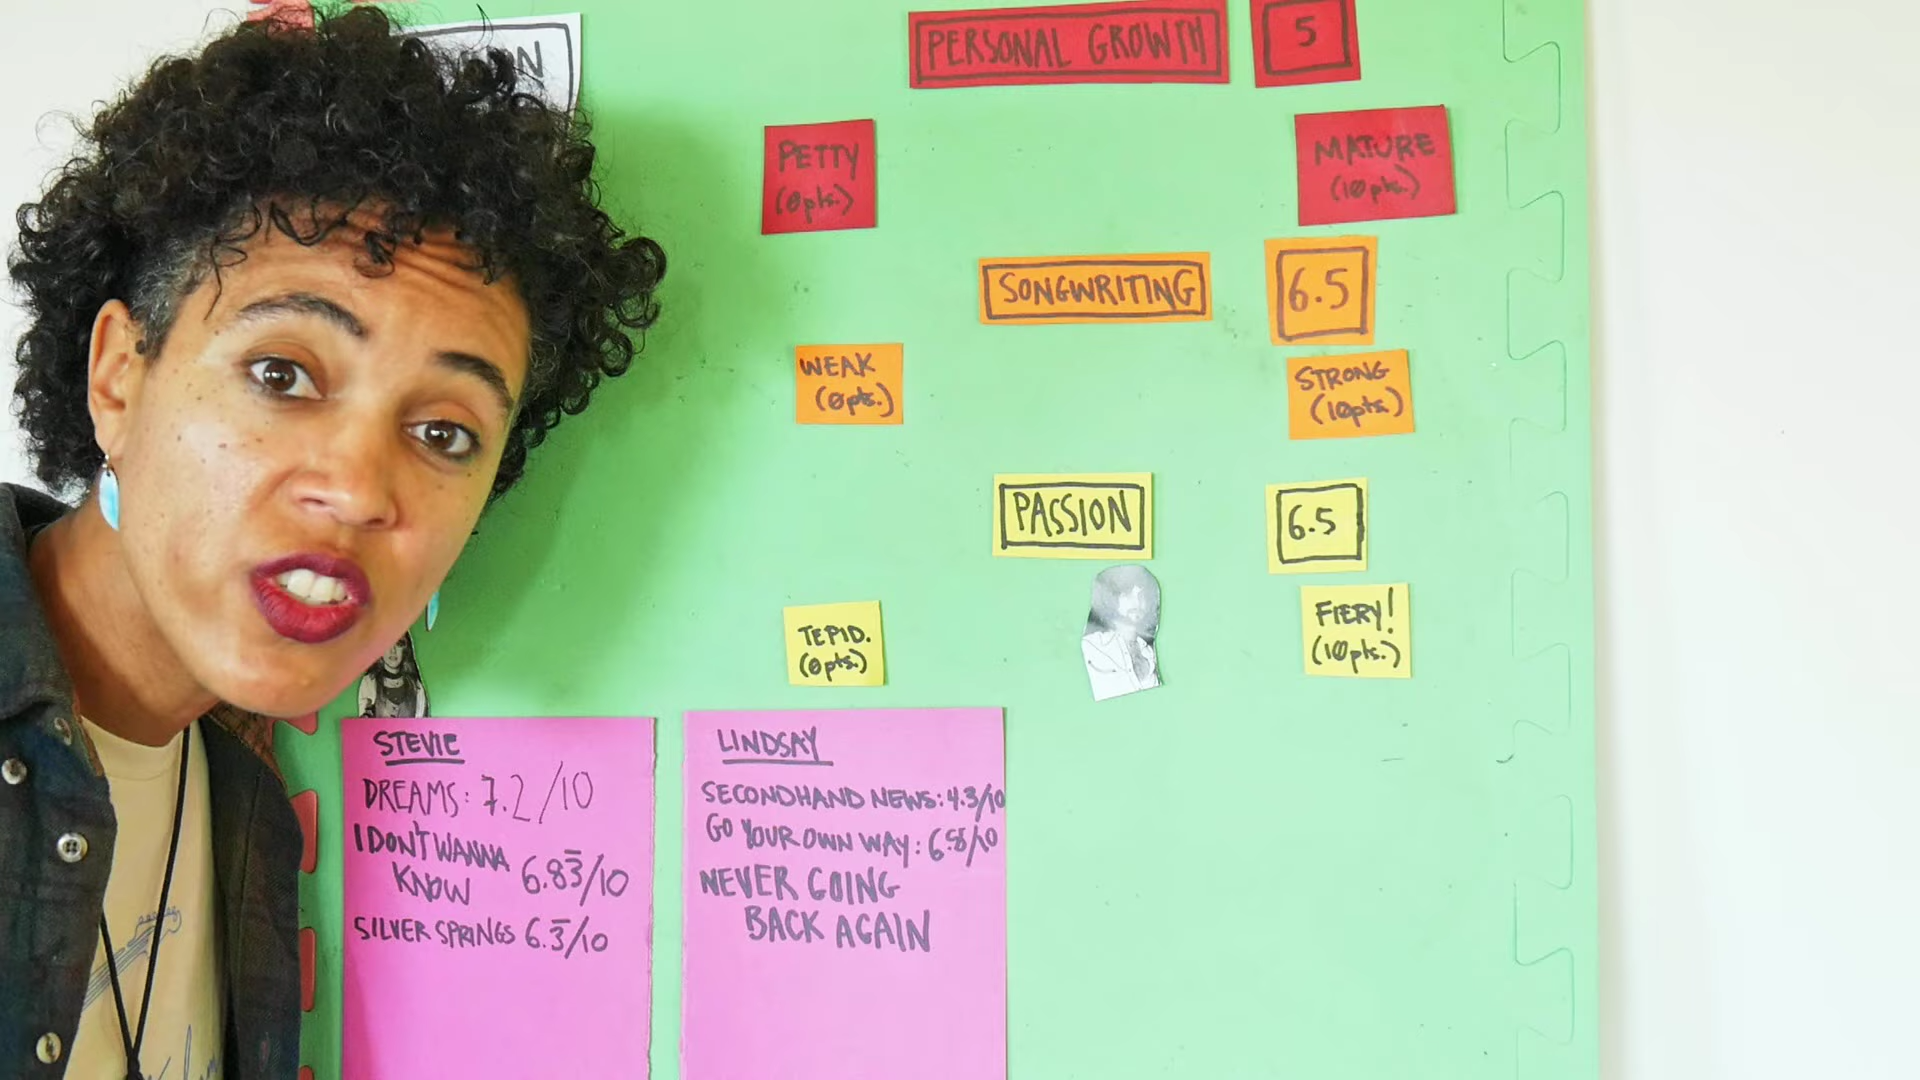 PERSONAL GROWTH
5
PETTY
(0pts.)
MATURE
(10pts.)
SONGWRITING
6.5
WEAK
(0pts.)
STRONG
(10pts.)
PASSION
6.5
TEPID.
(0pts.)
FIERY!
(10pts.)
STEVIE
DREAMS: 7.2/10
I DON'T WANNA
KNOW 6.83̅/10
SILVER SPRINGS 6.3̅/10
LINDSAY
SECONDHAND NEWS: 4.3/10
GO YOUR OWN WAY: /10
NEVER GOING
BACK AGAIN